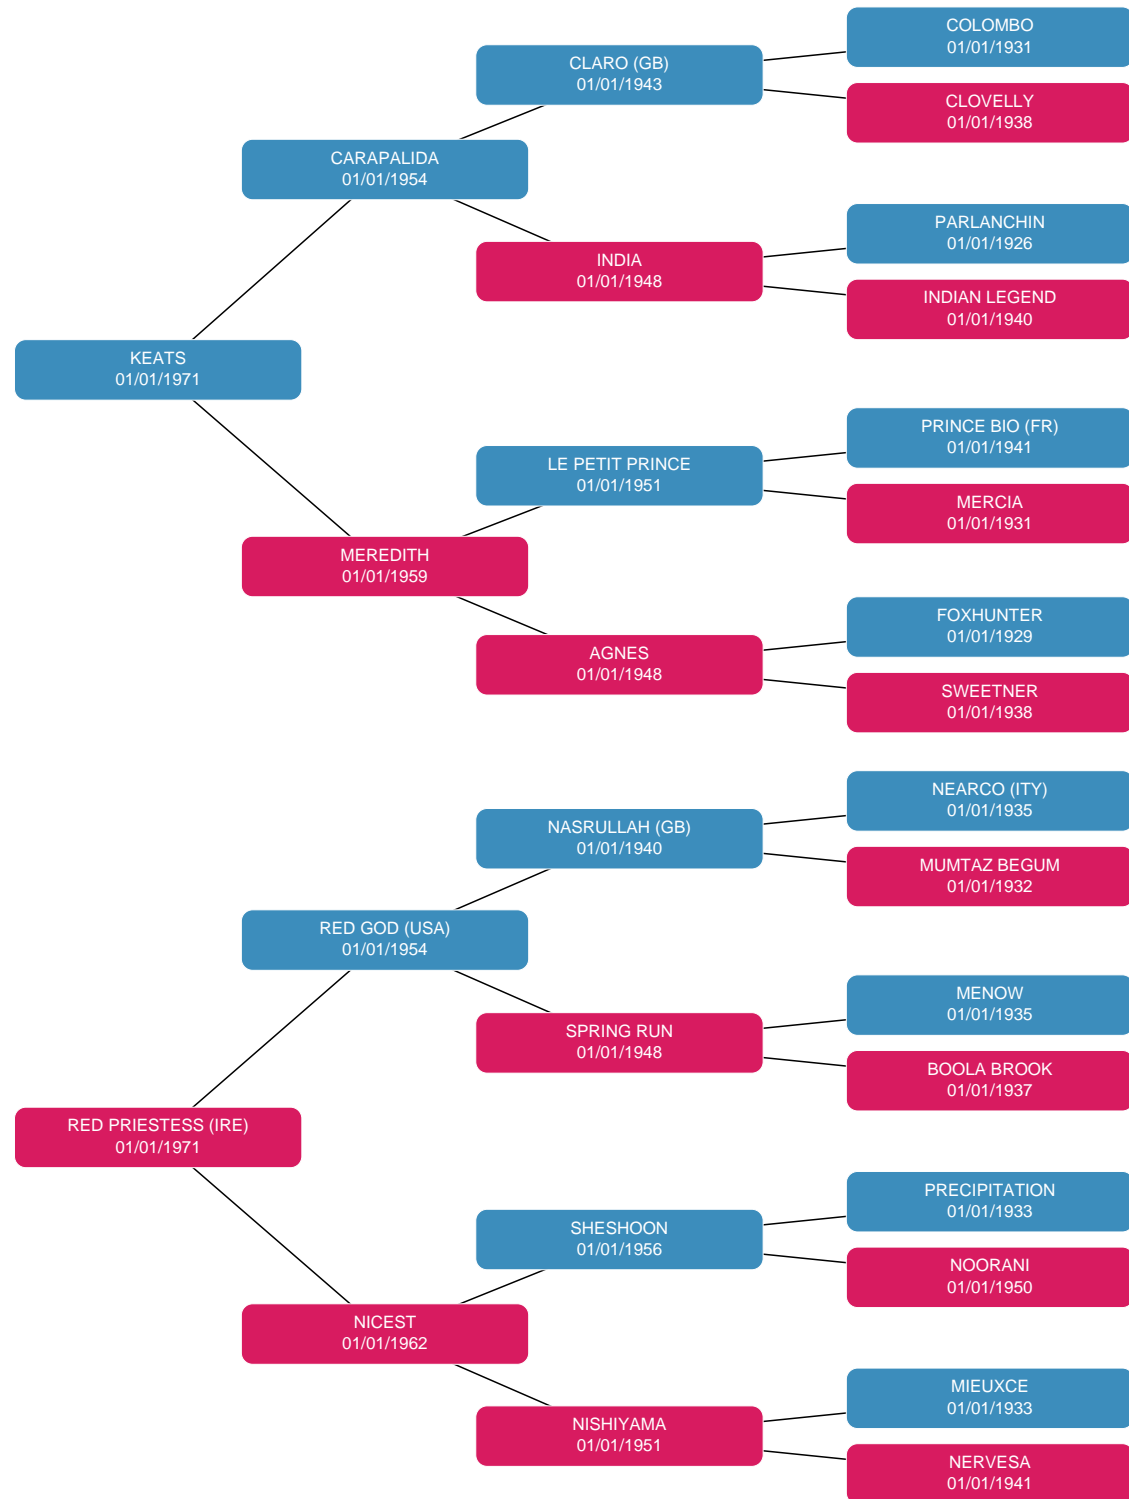 COLOMBO
01/01/1931
CLARO (GB)
01/01/1943
CLOVELLY
01/01/1938
CARAPALIDA
01/01/1954
PARLANCHIN
01/01/1926
INDIA
01/01/1948
INDIAN LEGEND
01/01/1940
KEATS
01/01/1971
PRINCE BIO (FR)
01/01/1941
LE PETIT PRINCE
01/01/1951
MERCIA
01/01/1931
MEREDITH
01/01/1959
FOXHUNTER
01/01/1929
AGNES
01/01/1948
SWEETNER
01/01/1938
NEARCO (ITY)
01/01/1935
NASRULLAH (GB)
01/01/1940
MUMTAZ BEGUM
01/01/1932
RED GOD (USA)
01/01/1954
MENOW
01/01/1935
SPRING RUN
01/01/1948
BOOLA BROOK
01/01/1937
RED PRIESTESS (IRE)
01/01/1971
PRECIPITATION
01/01/1933
SHESHOON
01/01/1956
NOORANI
01/01/1950
NICEST
01/01/1962
MIEUXCE
01/01/1933
NISHIYAMA
01/01/1951
NERVESA
01/01/1941